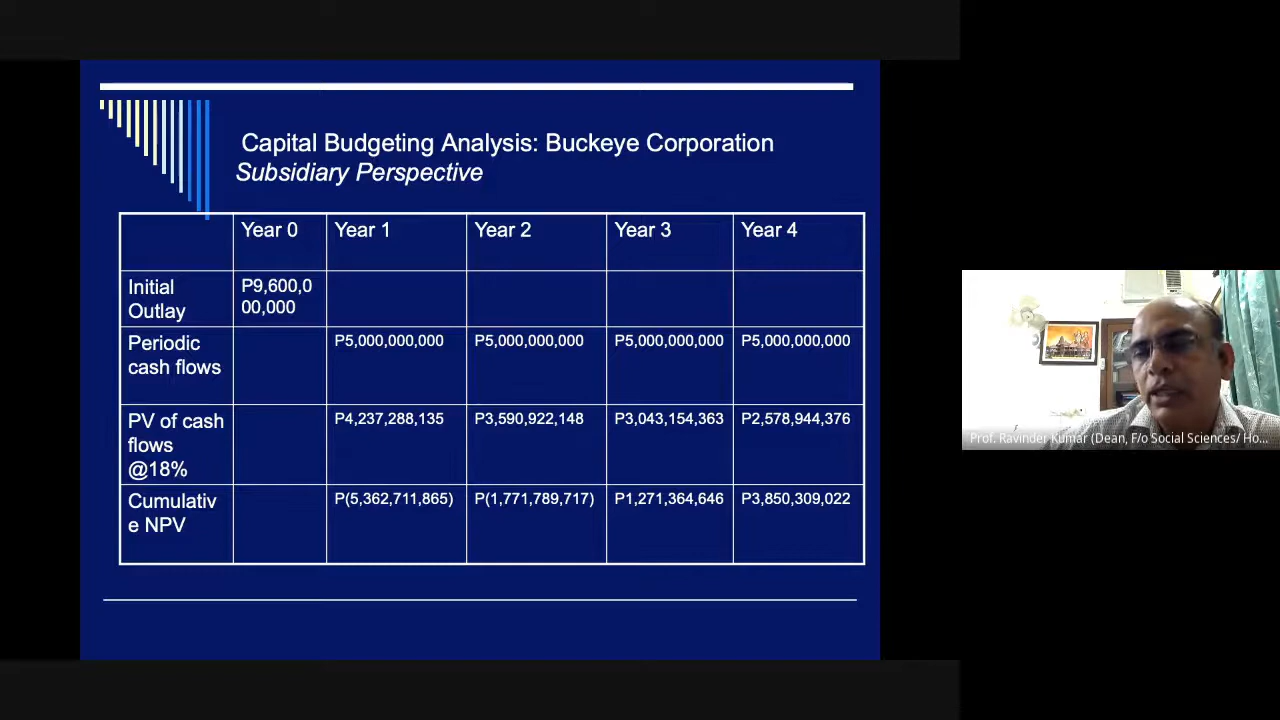 Capital Budgeting Analysis: Buckeye Corporation
Subsidiary Perspective
Year 0 Year 1 Year 2 Year 3 Year 4
Initial
Outlay
P9,600,0
00,000
Periodic
cash flows
P5,000,000,000 P5,000,000,000 P5,000,000,000 P5,000,000,000
PV of cash
flows
@18%
P4,237,288,135 P3,590,922,148 P3,043,154,363 P2,578,944,376
Cumulativ
e NPV
P(5,362,711,865) P(1,771,789,717) P1,271,364,646 P3,850,309,022
Prof. Ravinder Kumar (Dean, F/o Social Sciences/ Ho...